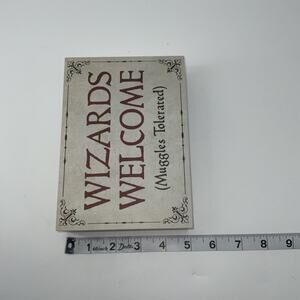 WIZARDS
WELCOME
(Muggles Tolerated)
1 2 3 4 5 6 7 8 9